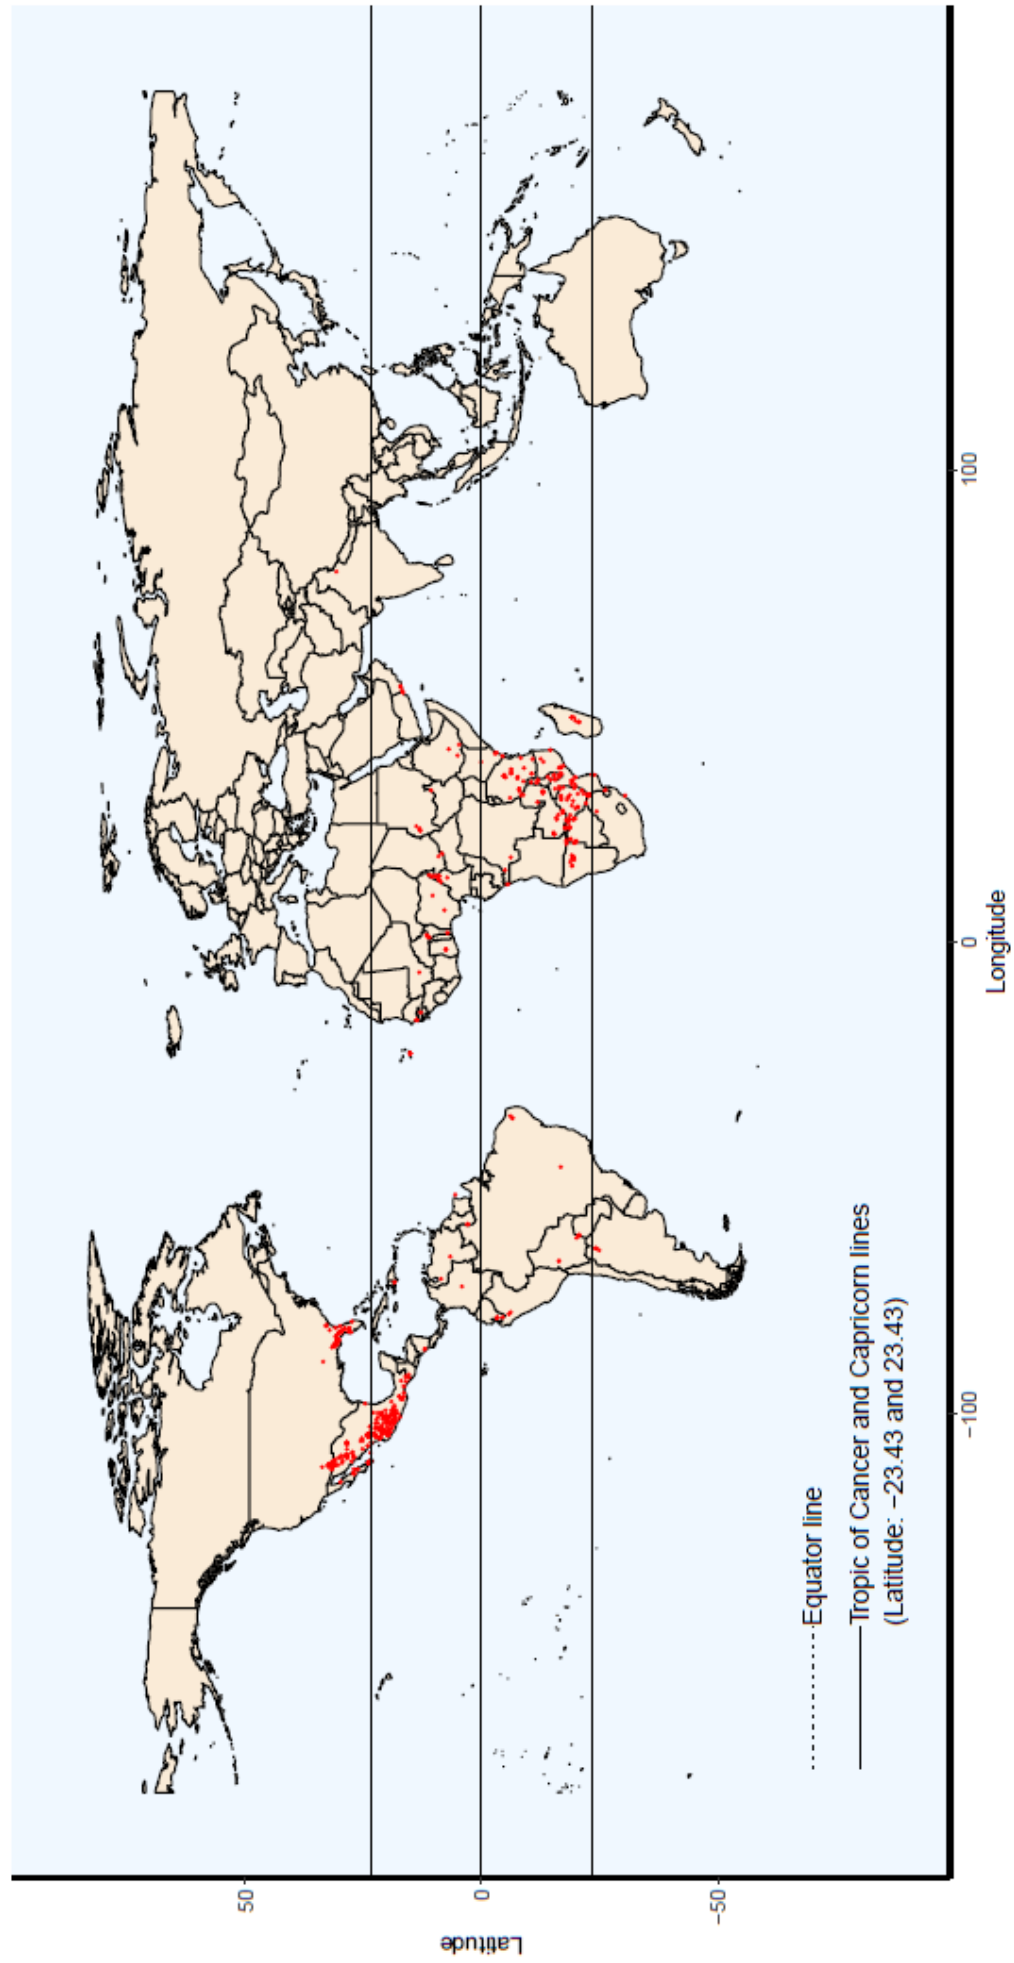 Latitude
50
0
−50
−100
0
100
Longitude
Equator line
Tropic of Cancer and Capricorn lines
(Latitude: −23.43 and 23.43)